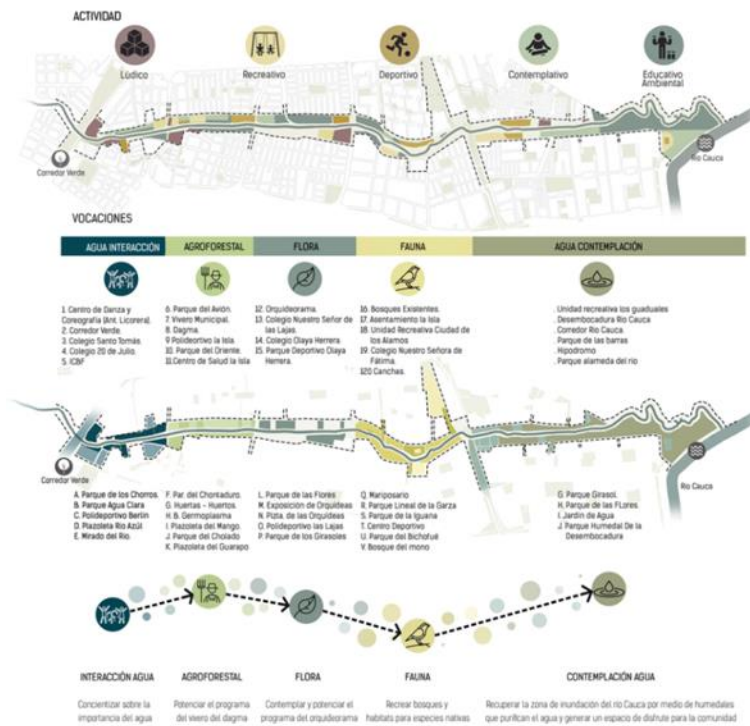 ACTIVIDAD
Lúdico
Recreativo
Deportivo
Contemplativo
Educativo
Ambiental
Corredor Verde
Río Cauca
VOCACIONES
AGUA INTERACCIÓN
AGROFORESTAL
FLORA
FAUNA
AGUA CONTEMPLACIÓN
1. Centro de Danza y
Coreografía (Ant. Licorera).
2. Corredor Verde.
3. Colegio Santo Tomás.
4. Colegio 20 de Julio.
5. ICBF
6. Parque del Avión.
7. Vivero Municipal.
8. Dagma.
9 Polideortivo la Isla
10. Parque del Oriente.
11. Centro de Salud la Isla
12. Orquideorama.
13. Colegio Nuestro Señor de
las Lajas.
14. Colegio Olaya Herrera.
15. Parque Deportivo Olaya
Herrera.
16. Bosques Existentes.
17. Asentamiento la Isla
18. Unidad Recreativa Ciudad de
los Alamos
19. Colegio Nuestro Señora de
Fátima.
120 Canchas.
. Unidad recreativa los guaduales
. Desembocadura Río Cauca
. Corredor Río Cauca.
. Parque de las barras
. Hipodromo
. Parque alameda del río
Corredor Verde
Río Cauca
A. Parque de los Chorros.
B. Parque Agua Clara
C. Polideportivo Berlín
D. Plazoleta Río Azúl
E. Mirado del Río.
F. Par. del Chontaduro.
G. Huertas - Huertos.
H. B. Germoplasma
I. Plazoleta del Mango.
J. Parque del Cholado
K. Plazoleta del Guarapo
L. Parque de las Flores
M. Exposición de Orquídeas
N. Plzta. de las Orquídeas
O. Polideportivo las Lajas
P. Parque de los Girasoles
Q. Mariposario
R. Parque Lineal de la Garza
S. Parque de la Iguana
T. Centro Deportivo
U. Parque del Bichofué
V. Bosque del mono
G. Parque Girasol.
H. Parque de las FLores
I. Jardín de Agua
J. Parque Humedal De la
Desembocadura
INTERACCIÓN AGUA
AGROFORESTAL
FLORA
FAUNA
CONTEMPLACIÓN AGUA
Concientizar sobre la
importancia del agua
Potenciar el programa
del vivero del dagma
Contemplar y potenciar el
programa del orquideorama
Recrear bosques y
habitats para especies nativas
Recuperar la zona de inundación del río Cauca por medio de humedales
que purifican el agua y generar un espacio de disfrute para la comunidad